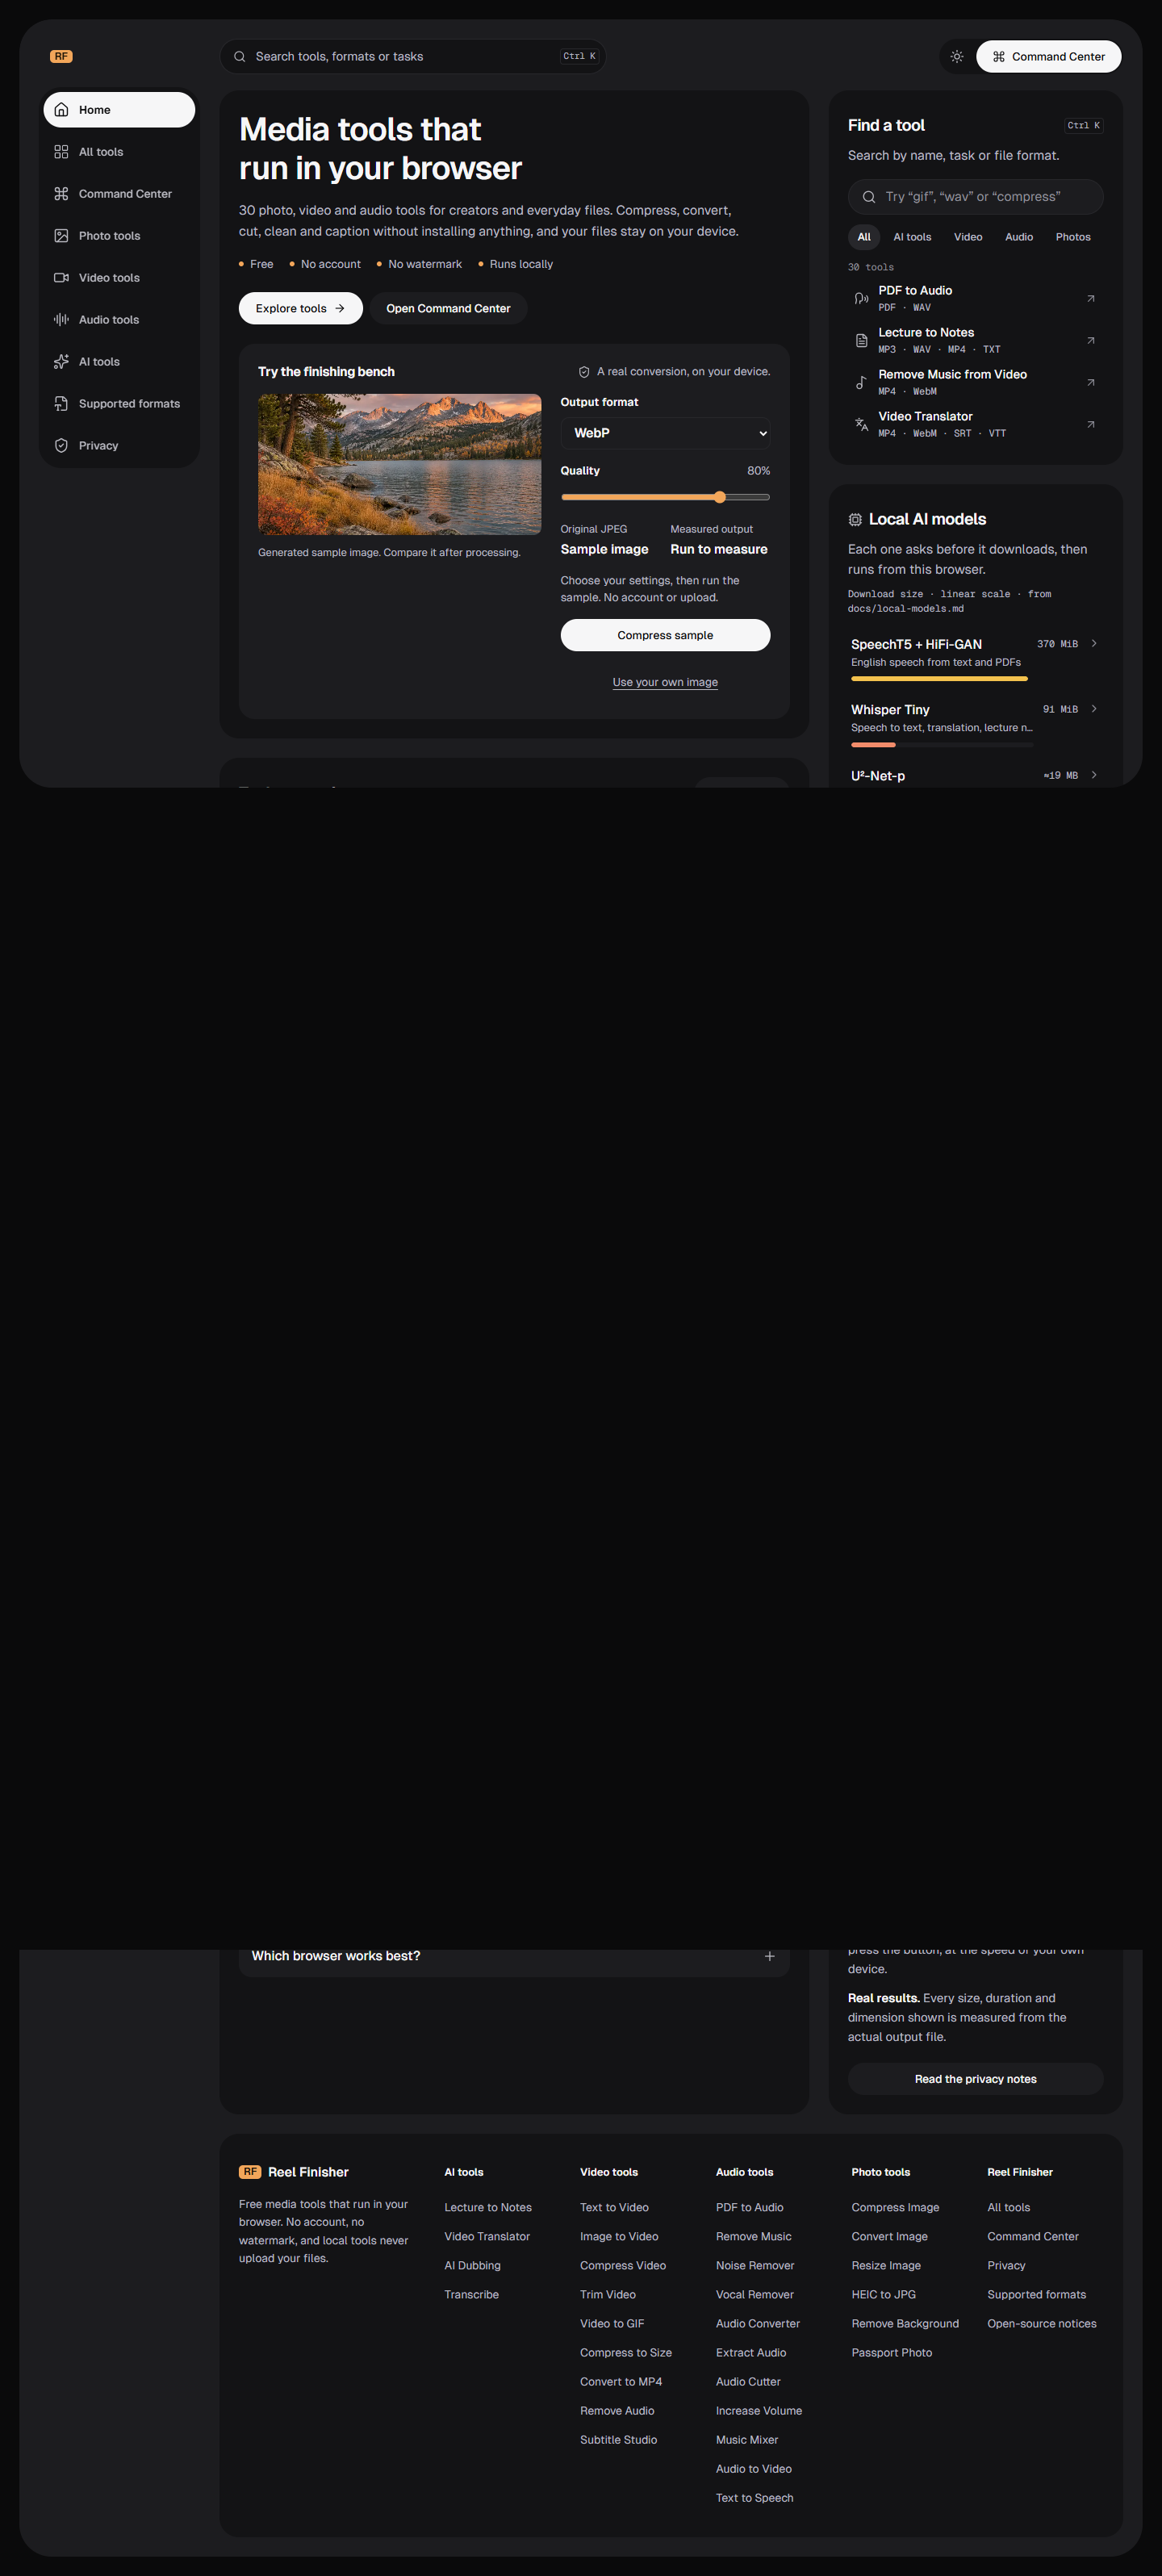 RF
Search tools, formats or tasks
Ctrl K
Command Center
Home
All tools
Command Center
Photo tools
Video tools
Audio tools
AI tools
Supported formats
Privacy
Media tools that
run in your browser
30 photo, video and audio tools for creators and everyday files. Compress, convert,
cut, clean and caption without installing anything, and your files stay on your device.
Free
No account
No watermark
Runs locally
Explore tools
Open Command Center
Try the finishing bench
A real conversion, on your device.
Generated sample image. Compare it after processing.
Output format
WebP
Quality
80%
Original JPEG
Measured output
Sample image
Run to measure
Choose your settings, then run the
sample. No account or upload.
Compress sample
Use your own image
Find a tool
Ctrl K
Search by name, task or file format.
Try “gif”, “wav” or “compress”
All
AI tools
Video
Audio
Photos
30 tools
PDF to Audio
PDF · WAV
Lecture to Notes
MP3 · WAV · MP4 · TXT
Remove Music from Video
MP4 · WebM
Video Translator
MP4 · WebM · SRT · VTT
Local AI models
Each one asks before it downloads, then
runs from this browser.
Download size · linear scale · from
docs/local-models.md
SpeechT5 + HiFi-GAN
370 MiB
English speech from text and PDFs
Whisper Tiny
91 MiB
Speech to text, translation, lecture n…
U²-Net-p
≈19 MB
Which browser works best?
press the button, at the speed of your own
device.
Real results. Every size, duration and
dimension shown is measured from the
actual output file.
Read the privacy notes
RF Reel Finisher
Free media tools that run in your
browser. No account, no
watermark, and local tools never
upload your files.
AI tools
Lecture to Notes
Video Translator
AI Dubbing
Transcribe
Video tools
Text to Video
Image to Video
Compress Video
Trim Video
Video to GIF
Compress to Size
Convert to MP4
Remove Audio
Subtitle Studio
Audio tools
PDF to Audio
Remove Music
Noise Remover
Vocal Remover
Audio Converter
Extract Audio
Audio Cutter
Increase Volume
Music Mixer
Audio to Video
Text to Speech
Photo tools
Compress Image
Convert Image
Resize Image
HEIC to JPG
Remove Background
Passport Photo
Reel Finisher
All tools
Command Center
Privacy
Supported formats
Open-source notices